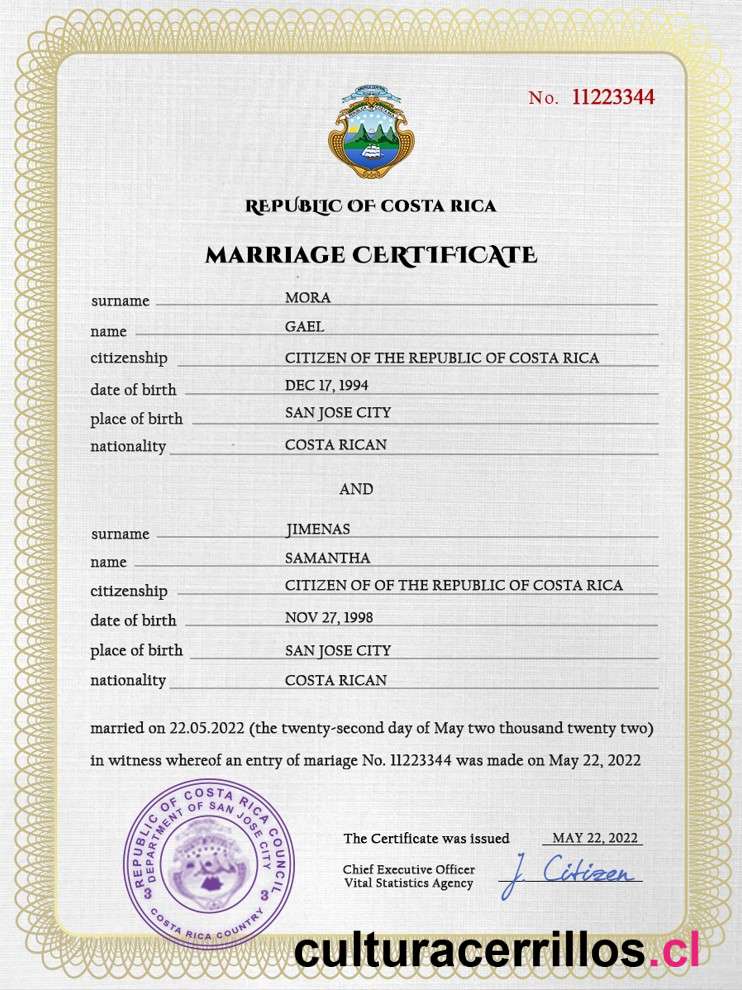 No. 11223344
REPUBLIC OF COSTA RICA
MARRIAGE CERTIFICATE
surname MORA
name GAEL
citizenship CITIZEN OF THE REPUBLIC OF COSTA RICA
date of birth DEC 17, 1994
place of birth SAN JOSE CITY
nationality COSTA RICAN
AND
surname JIMENAS
name SAMANTHA
citizenship CITIZEN OF OF THE REPUBLIC OF COSTA RICA
date of birth NOV 27, 1998
place of birth SAN JOSE CITY
nationality COSTA RICAN
married on 22.05.2022 (the twenty-second day of May two thousand twenty two)
in witness whereof an entry of mariage No. 11223344 was made on May 22, 2022
REPUBLIC OF COSTA RICA COUNCIL
DEPARTMENT OF SAN JOSE CITY
3 3
COSTA RICA COUNTRY
The Certificate was issued MAY 22, 2022
Chief Executive Officer
Vital Statistics Agency
J. Citizen
culturacerrillos.cl